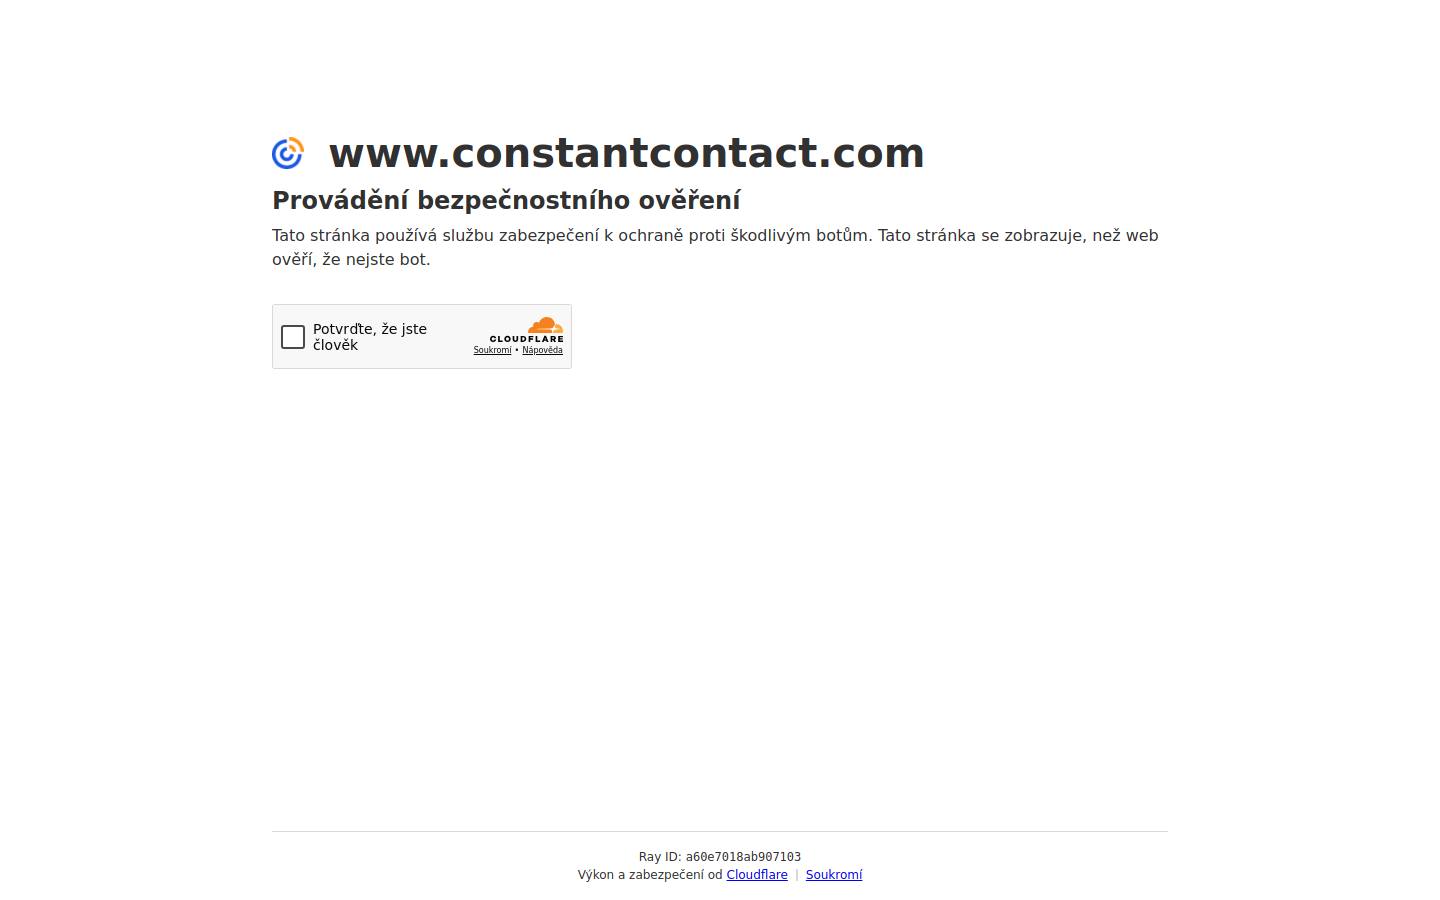 www.constantcontact.com
Provádění bezpečnostního ověření
Tato stránka používá službu zabezpečení k ochraně proti škodlivým botům. Tato stránka se zobrazuje, než web
ověří, že nejste bot.
Potvrďte, že jste
člověk
CLOUDFLARE
Soukromí • Nápověda
Ray ID: a60e7018ab907103
Výkon a zabezpečení od Cloudflare | Soukromí